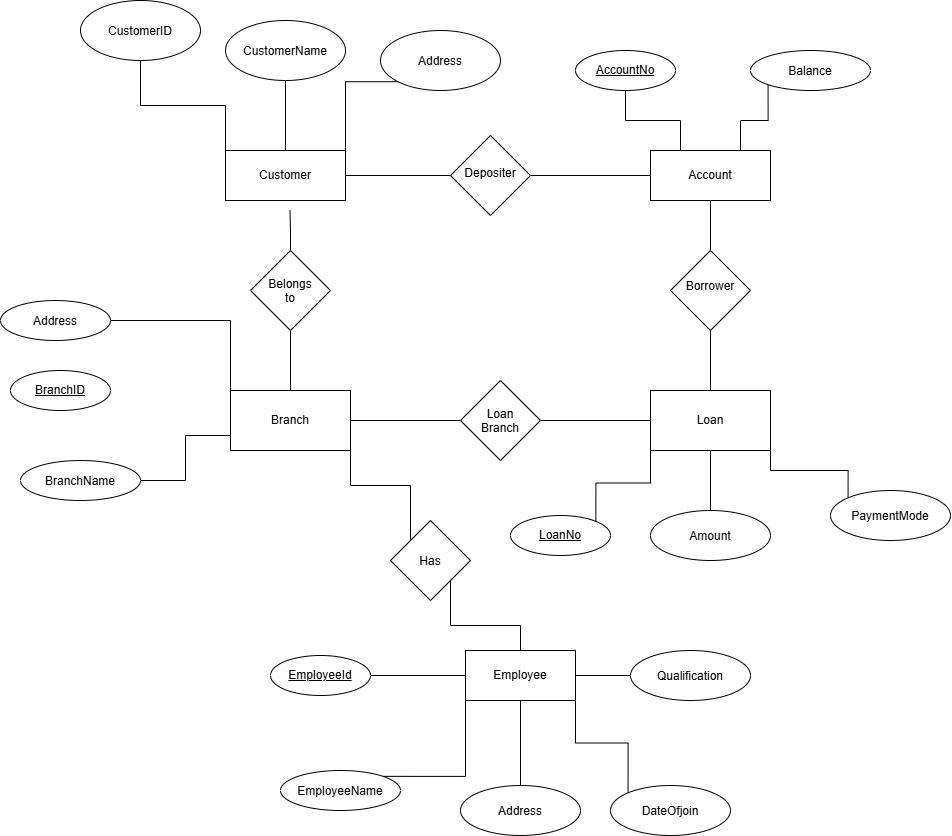 CustomerID
CustomerName
Address
AccountNo
Balance
Customer
Depositer
Account
Belongs
to
Borrower
Address
BranchID
Branch
Loan
Branch
Loan
BranchName
LoanNo
Amount
PaymentMode
Has
EmployeeId
Employee
Qualification
EmployeeName
Address
DateOfjoin